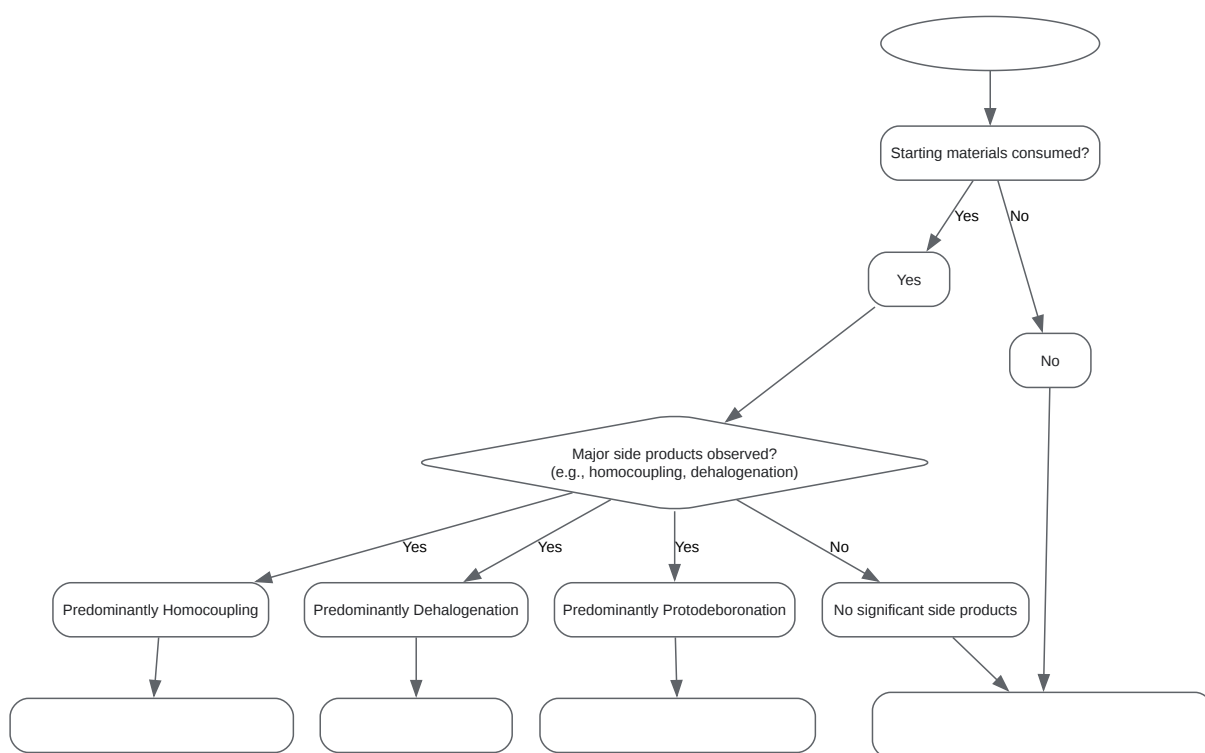 Starting materials consumed?
Yes
No
Yes
No
Major side products observed?
(e.g., homocoupling, dehalogenation)
Yes
Yes
Yes
No
Predominantly Homocoupling
Predominantly Dehalogenation
Predominantly Protodeboronation
No significant side products